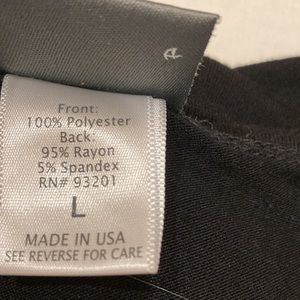 Front:
100% Polyester
Back:
95% Rayon
5% Spandex
RN# 93201
L
MADE IN USA
SEE REVERSE FOR CARE